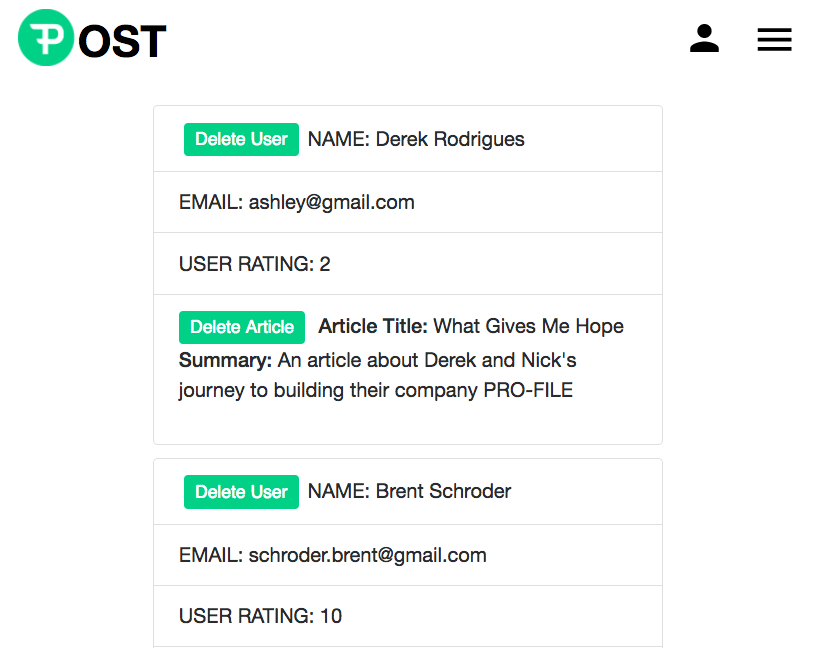 POST
Delete User NAME: Derek Rodrigues
EMAIL: ashley@gmail.com
USER RATING: 2
Delete Article Article Title: What Gives Me Hope
Summary: An article about Derek and Nick's
journey to building their company PRO-FILE
Delete User NAME: Brent Schroder
EMAIL: schroder.brent@gmail.com
USER RATING: 10